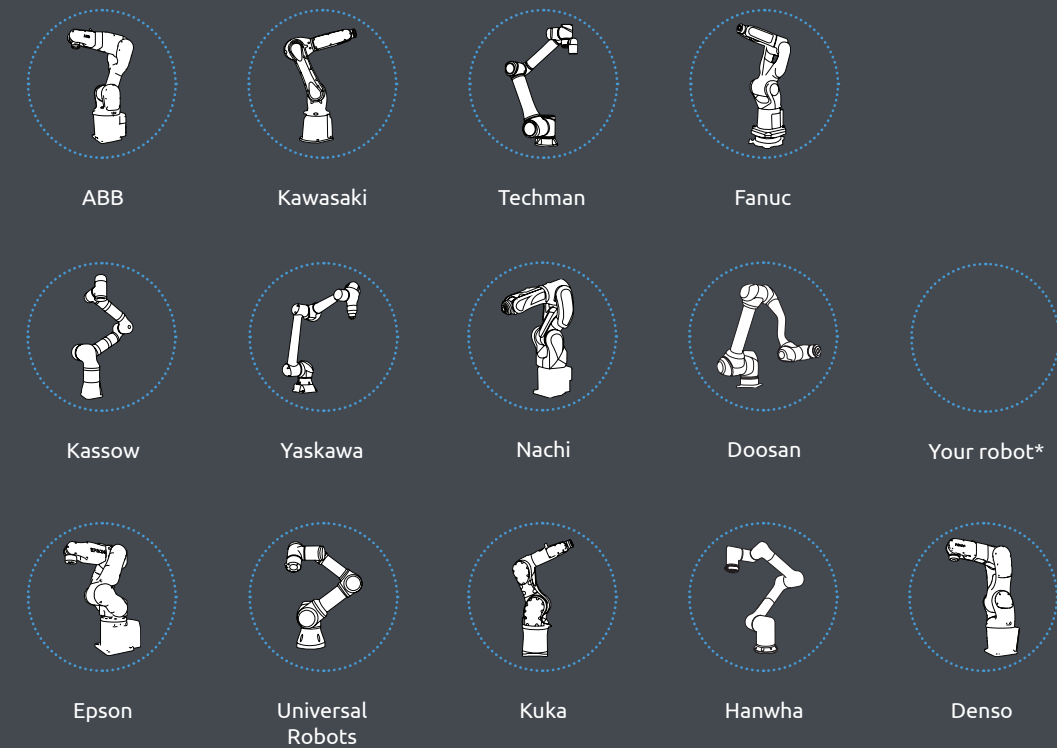 ABB
Kawasaki
Techman
Fanuc
Kassow
Yaskawa
Nachi
Doosan
Your robot*
Epson
Universal
Robots
Kuka
Hanwha
Denso